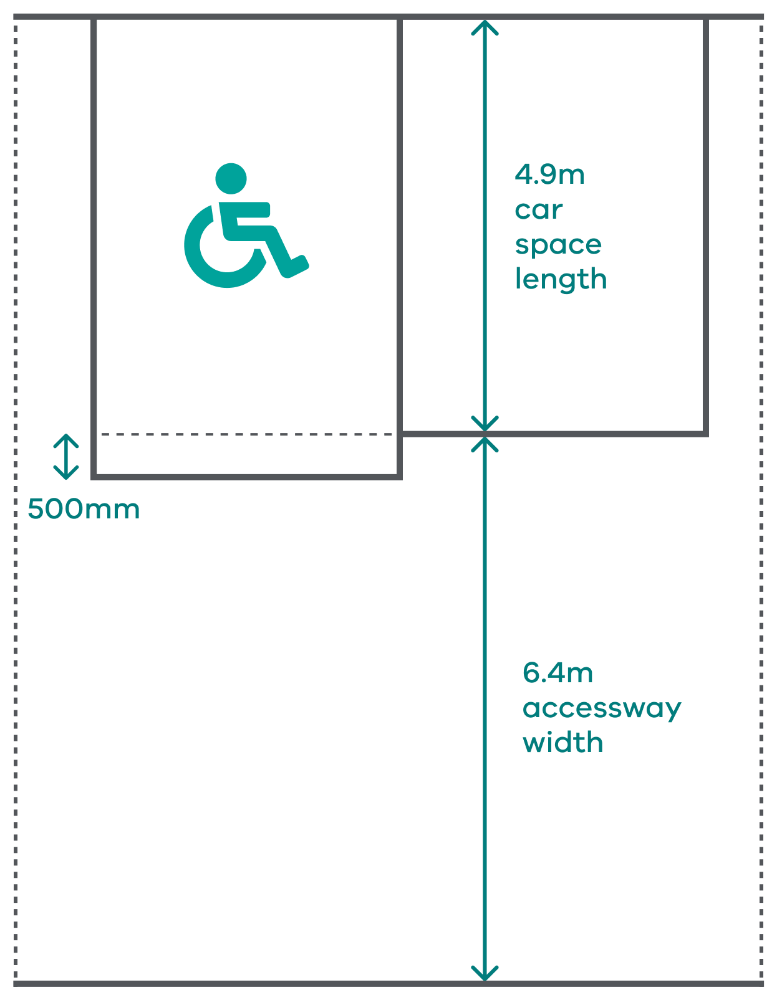 4.9m
car
space
length
500mm
6.4m
accessway
width